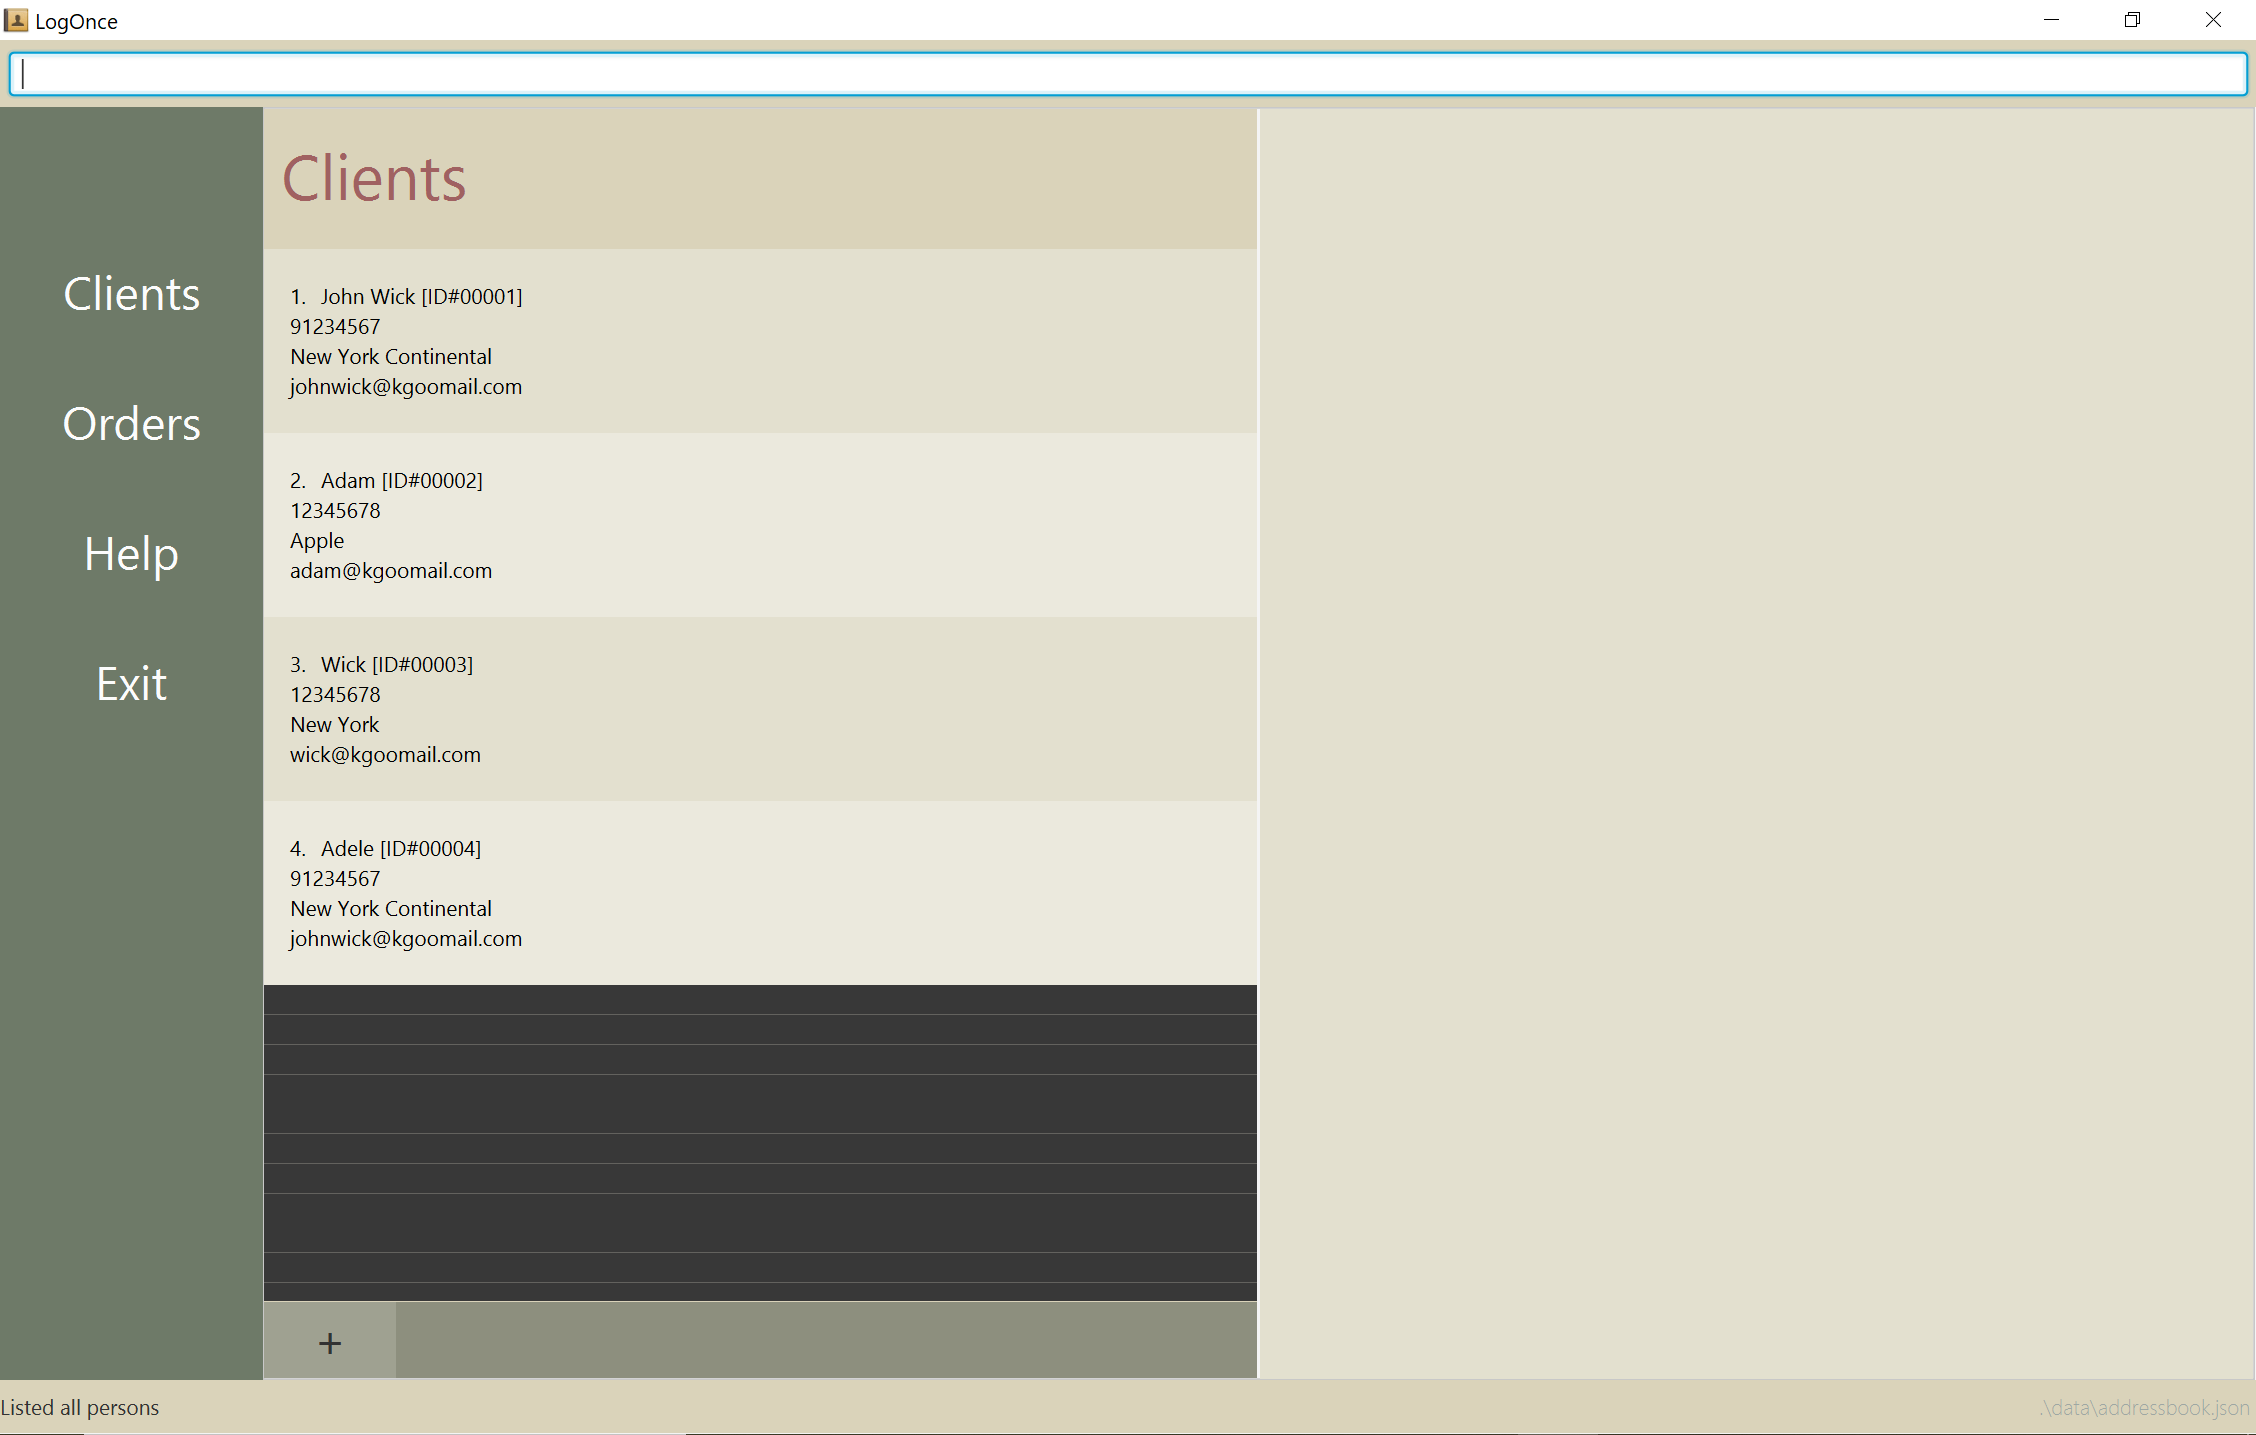 LogOnce
Clients
Orders
Help
Exit
Clients
1. John Wick [ID#00001]
91234567
New York Continental
johnwick@kgoomail.com
2. Adam [ID#00002]
12345678
Apple
adam@kgoomail.com
3. Wick [ID#00003]
12345678
New York
wick@kgoomail.com
4. Adele [ID#00004]
91234567
New York Continental
johnwick@kgoomail.com
+
Listed all persons
.\data\addressbook.json